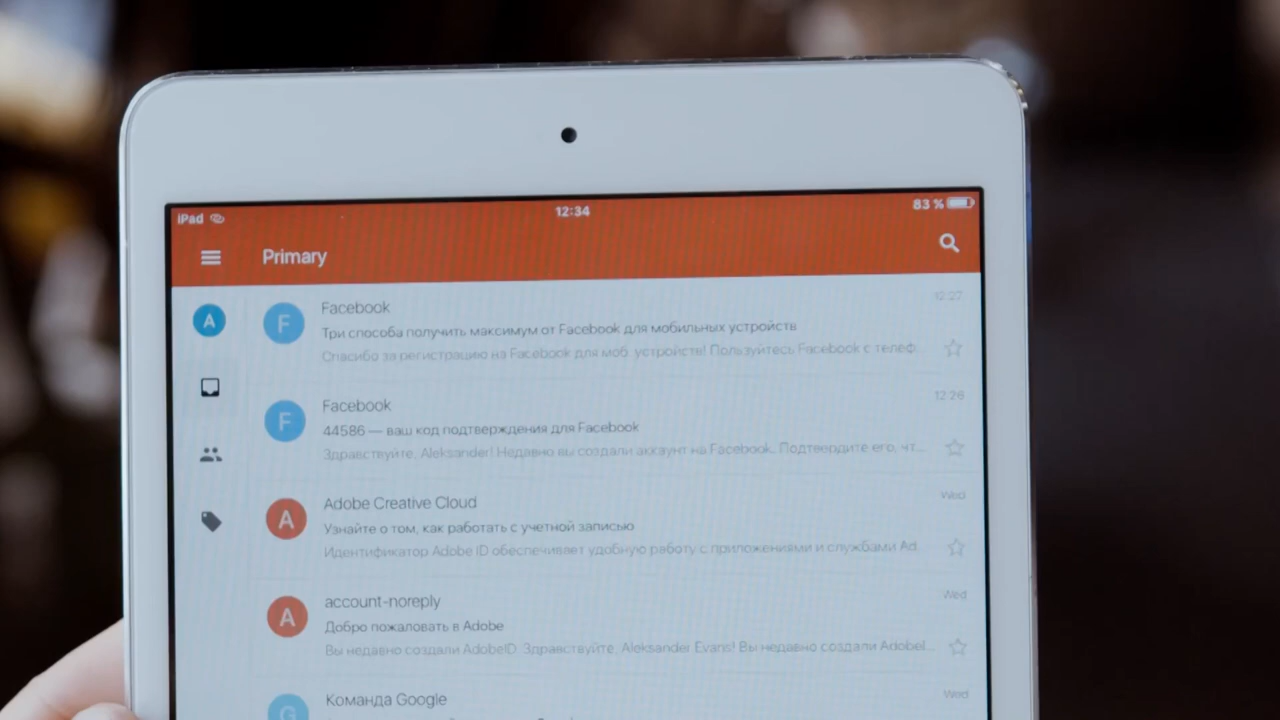 iPad 12:34 83 %
Primary
A
F Facebook 12:27
Три способа получить максимум от Facebook для мобильных устройств
Спасибо за регистрацию на Facebook для моб. устройств! Пользуйтесь Facebook с телеф...
F Facebook 12:26
44586 — ваш код подтверждения для Facebook
Здравствуйте, Aleksander! Недавно вы создали аккаунт на Facebook. Подтвердите его, чт...
A Adobe Creative Cloud Wed
Узнайте о том, как работать с учетной записью
Идентификатор Adobe ID обеспечивает удобную работу с приложениями и службами Ad...
A account-noreply Wed
Добро пожаловать в Adobe
Вы недавно создали AdobeID. Здравствуйте, Aleksander Evans! Вы недавно создали AdobeI...
G Команда Google Wed